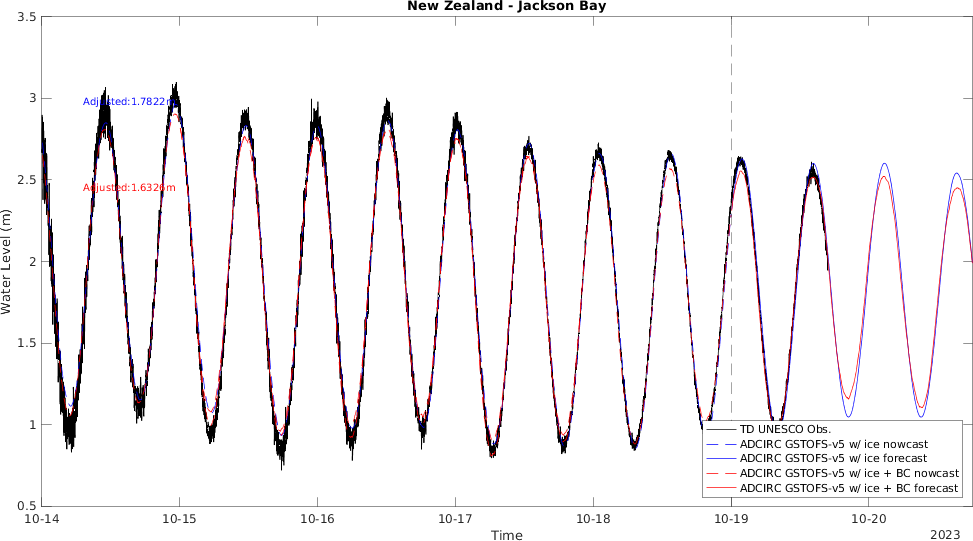 New Zealand - Jackson Bay
3.5
3
2.5
2
1.5
1
0.5
Water Level (m)
Adjusted:1.7822m
Adjusted:1.6326m
TD UNESCO Obs.
ADCIRC GSTOFS-v5 w/ ice nowcast
ADCIRC GSTOFS-v5 w/ ice forecast
ADCIRC GSTOFS-v5 w/ ice + BC nowcast
ADCIRC GSTOFS-v5 w/ ice + BC forecast
10-14 10-15 10-16 10-17 10-18 10-19 10-20
Time
2023